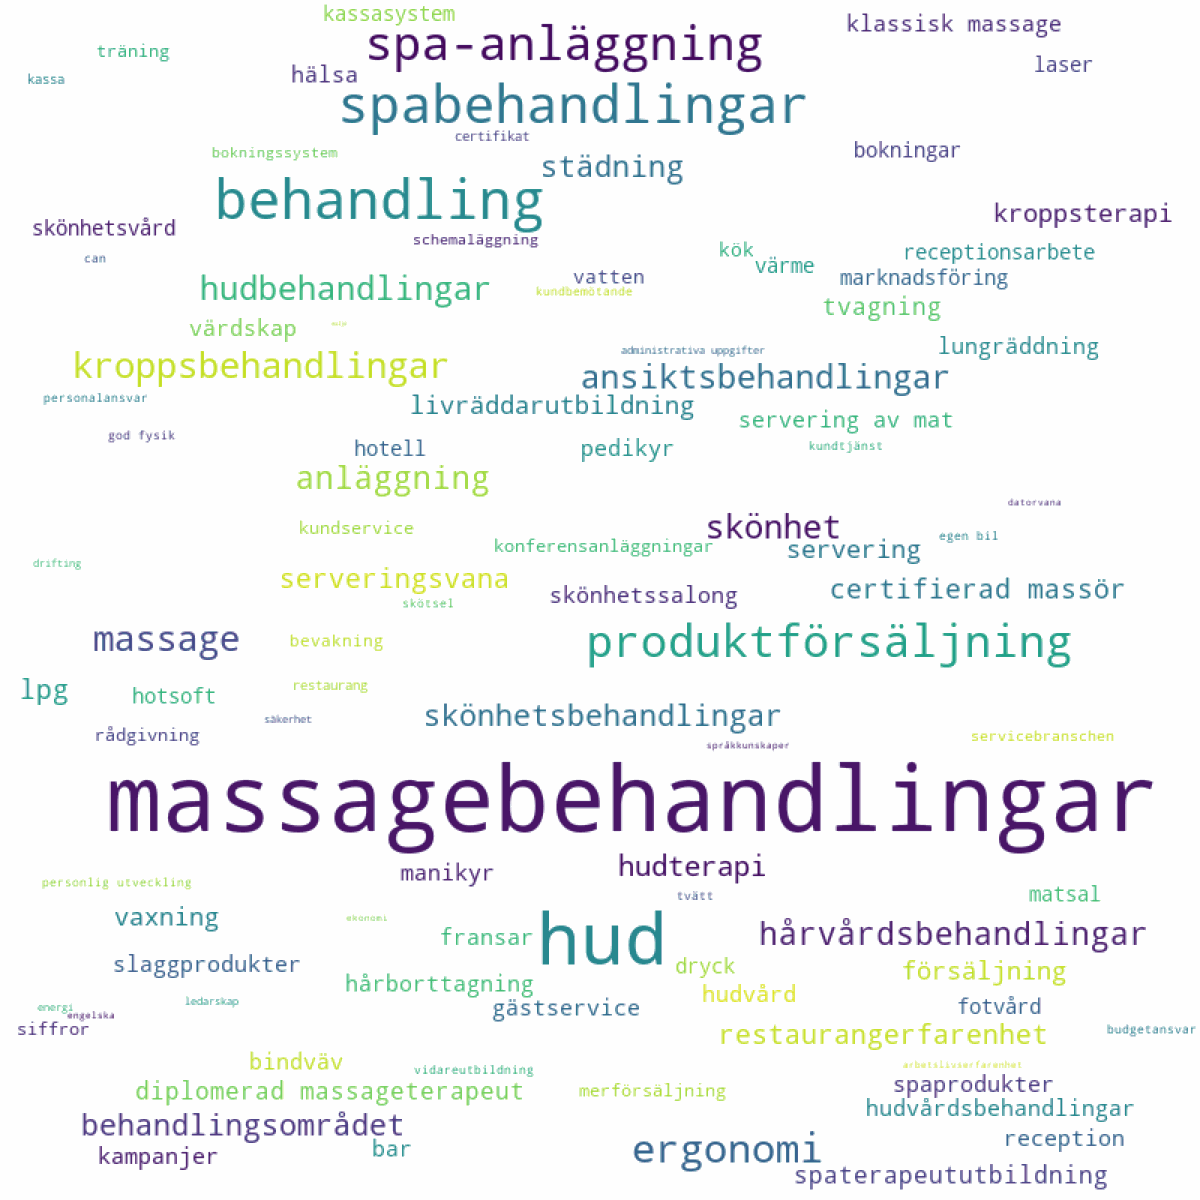 kassasystem
klassisk massage
spa-anläggning
träning
laser
hälsa
kassa
spabehandlingar
certifikat
bokningssystem
bokningar
städning
behandling
kroppsterapi
skönhetsvård
schemaläggning
kök
receptionsarbete
can
värme
vatten
marknadsföring
hudbehandlingar
kundbemötande
tvagning
värdskap
lungräddning
administrativa uppgifter
kroppsbehandlingar
ansiktsbehandlingar
personalansvar
livräddarutbildning
servering av mat
god fysik
hotell
pedikyr
kundtjänst
anläggning
datorvana
skönhet
kundservice
egen bil
konferensanläggningar
servering
drifting
serveringsvana
certifierad massör
skönhetssalong
skötsel
massage
bevakning
produktförsäljning
restaurang
lpg
hotsoft
skönhetsbehandlingar
säkerhet
rådgivning
servicebranschen
språkkunskaper
massagebehandlingar
hudterapi
manikyr
personlig utveckling
tvätt
matsal
vaxning
ekonomi
fransar
hud
hårvårdsbehandlingar
slaggprodukter
dryck
försäljning
hårborttagning
hudvård
energi
ledarskap
gästservice
fotvård
engelska
siffror
restaurangerfarenhet
budgetansvar
bindväv
vidareutbildning
arbetslivserfarenhet
diplomerad massageterapeut
merförsäljning
spaprodukter
hudvårdsbehandlingar
behandlingsområdet
bar
ergonomi
reception
kampanjer
spaterapeututbildning